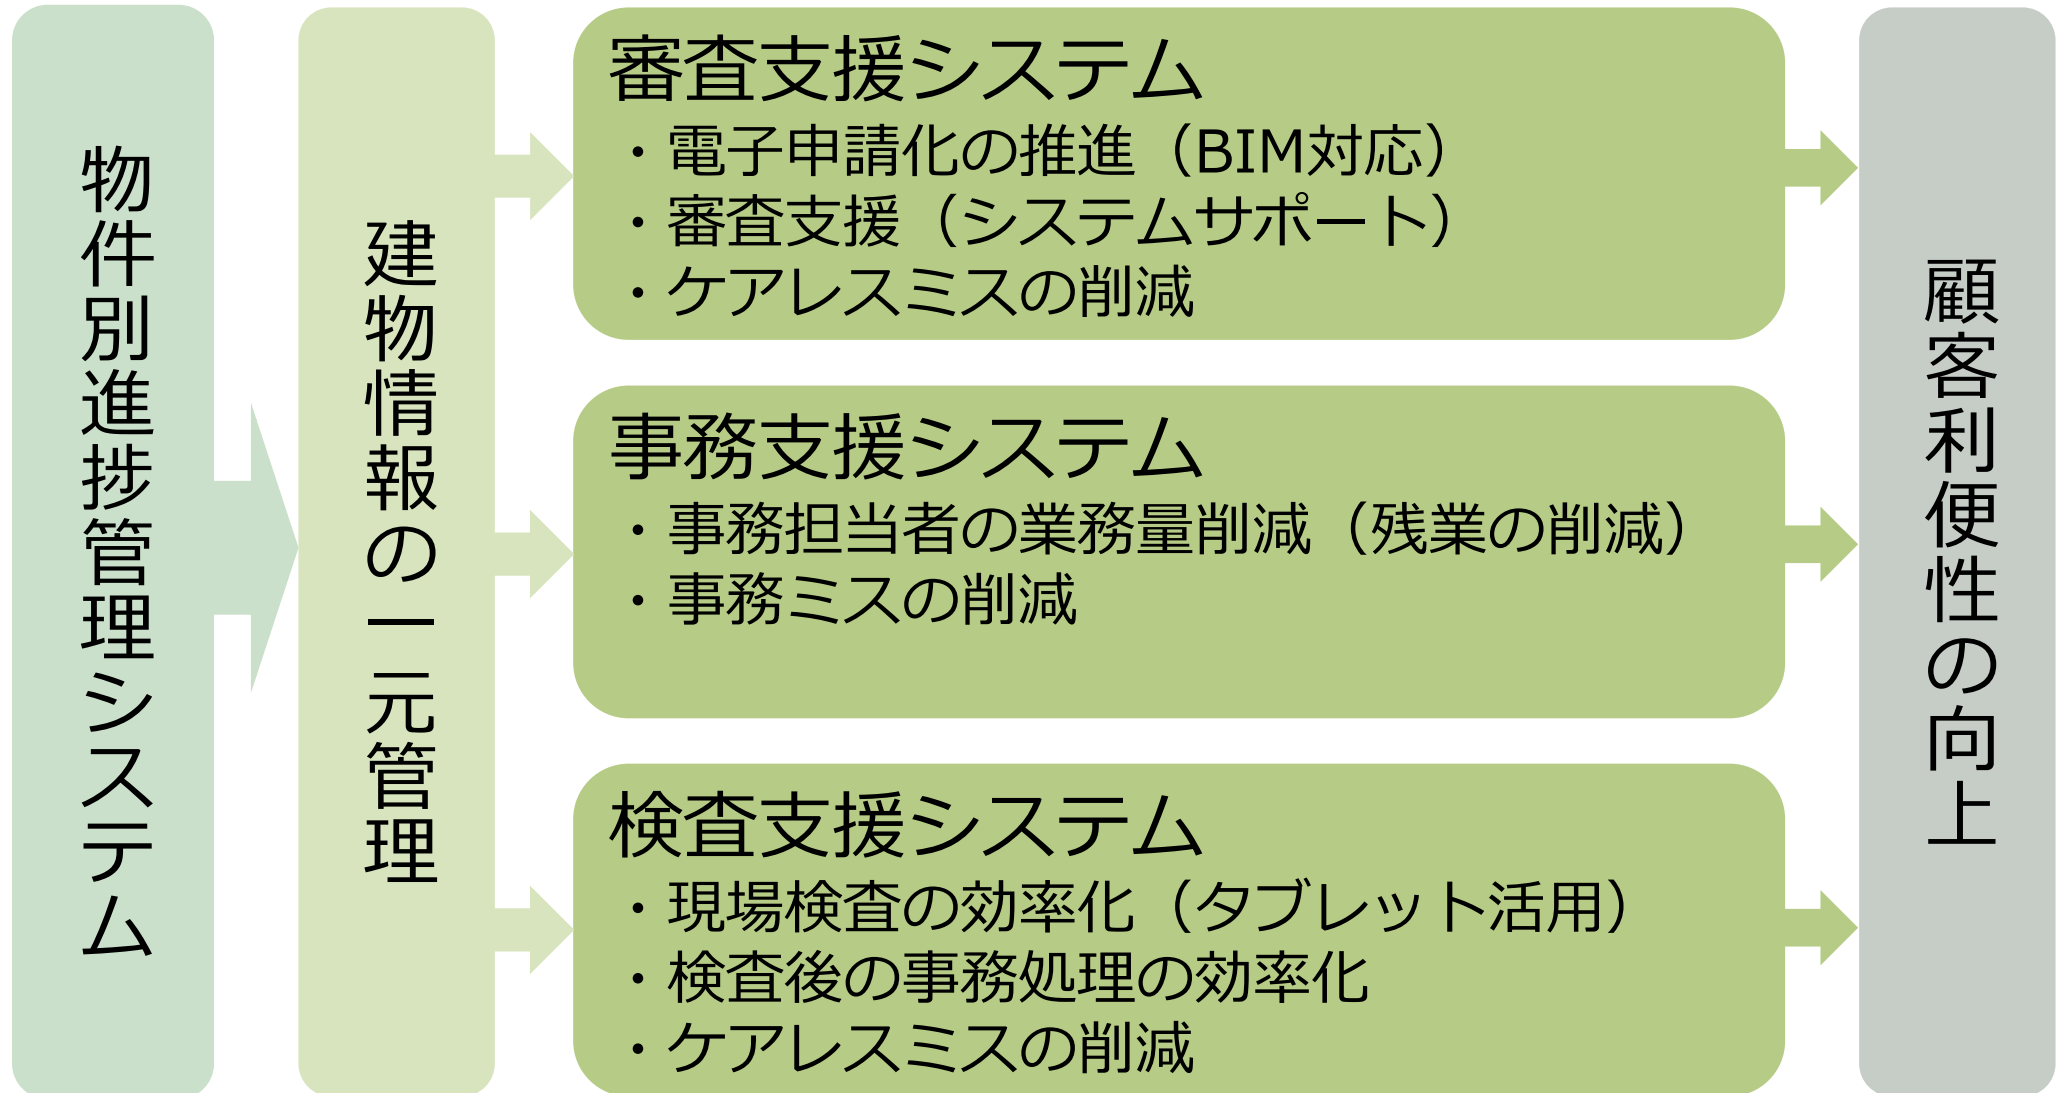 物件別進捗管理システム
建物情報の一元管理
審査支援システム
・電子申請化の推進（BIM対応）
・審査支援（システムサポート）
・ケアレスミスの削減
事務支援システム
・事務担当者の業務量削減（残業の削減）
・事務ミスの削減
検査支援システム
・現場検査の効率化（タブレット活用）
・検査後の事務処理の効率化
・ケアレスミスの削減
顧客利便性の向上